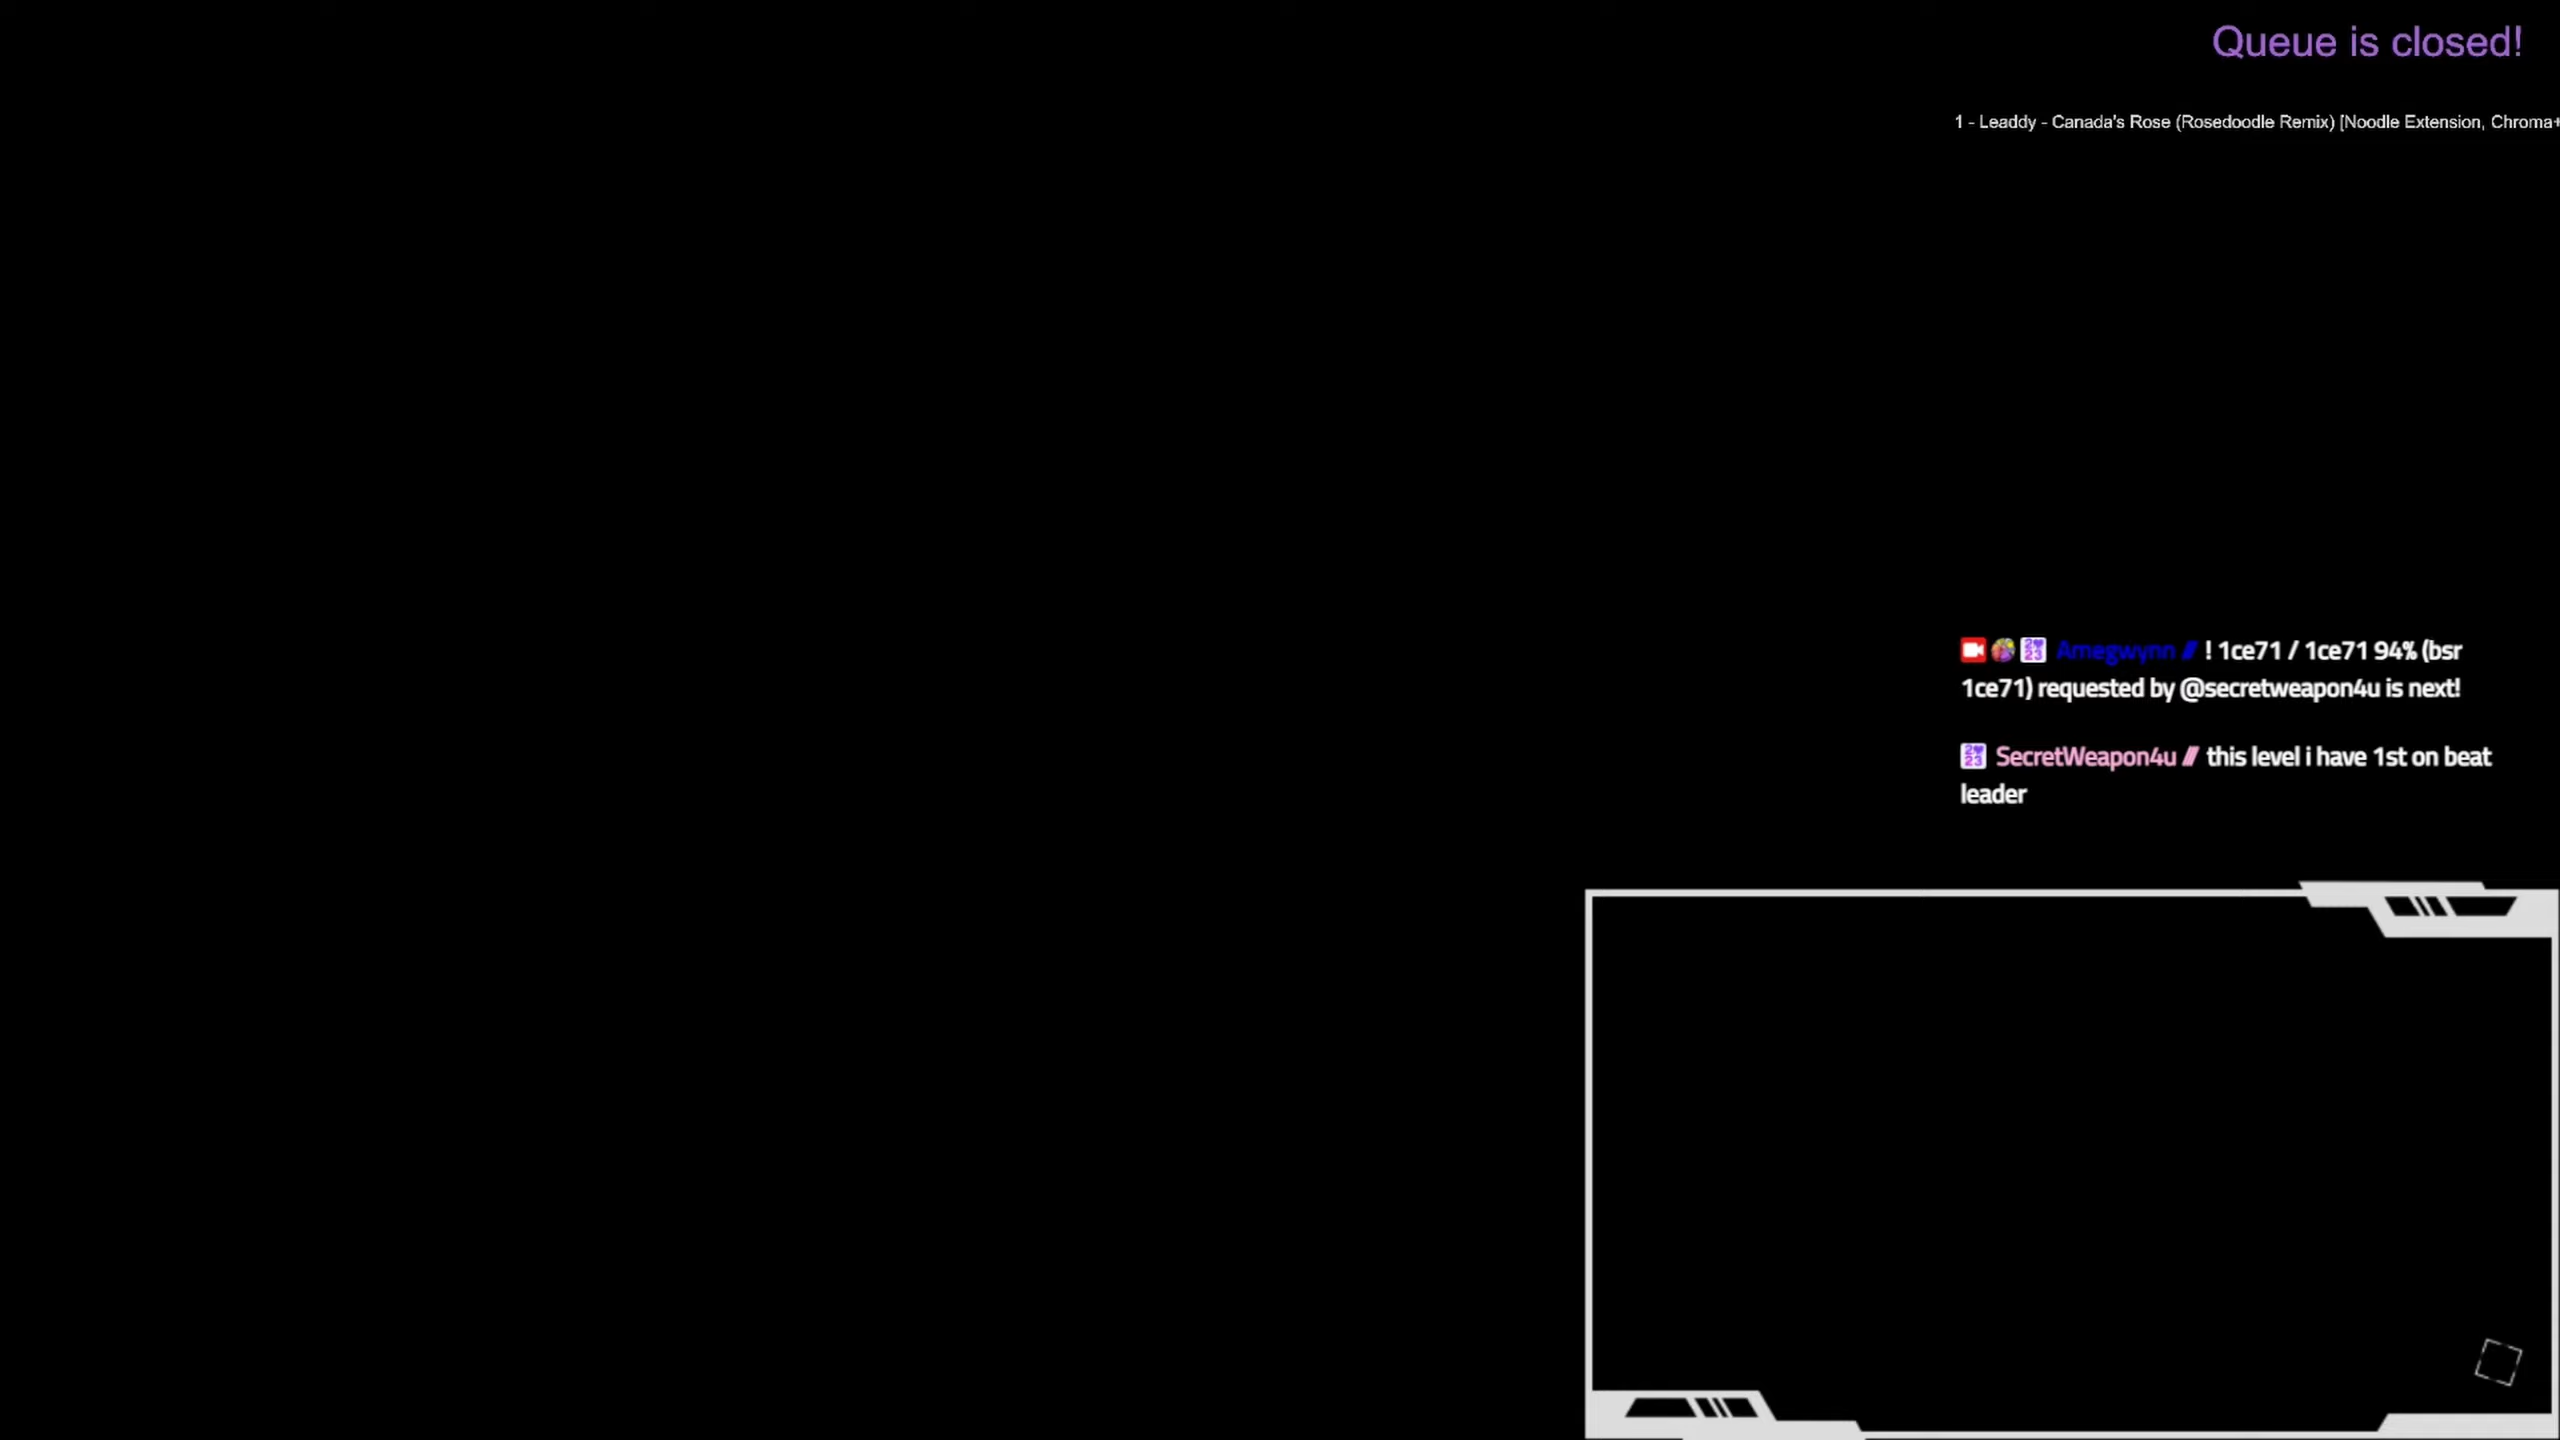 Queue is closed!
1 - Leaddy - Canada's Rose (Rosedoodle Remix) [Noodle Extension, Chroma+
Amegwynn // ! 1ce71 / 1ce71 94% (bsr
1ce71) requested by @secretweapon4u is next!
SecretWeapon4u // this level i have 1st on beat
leader